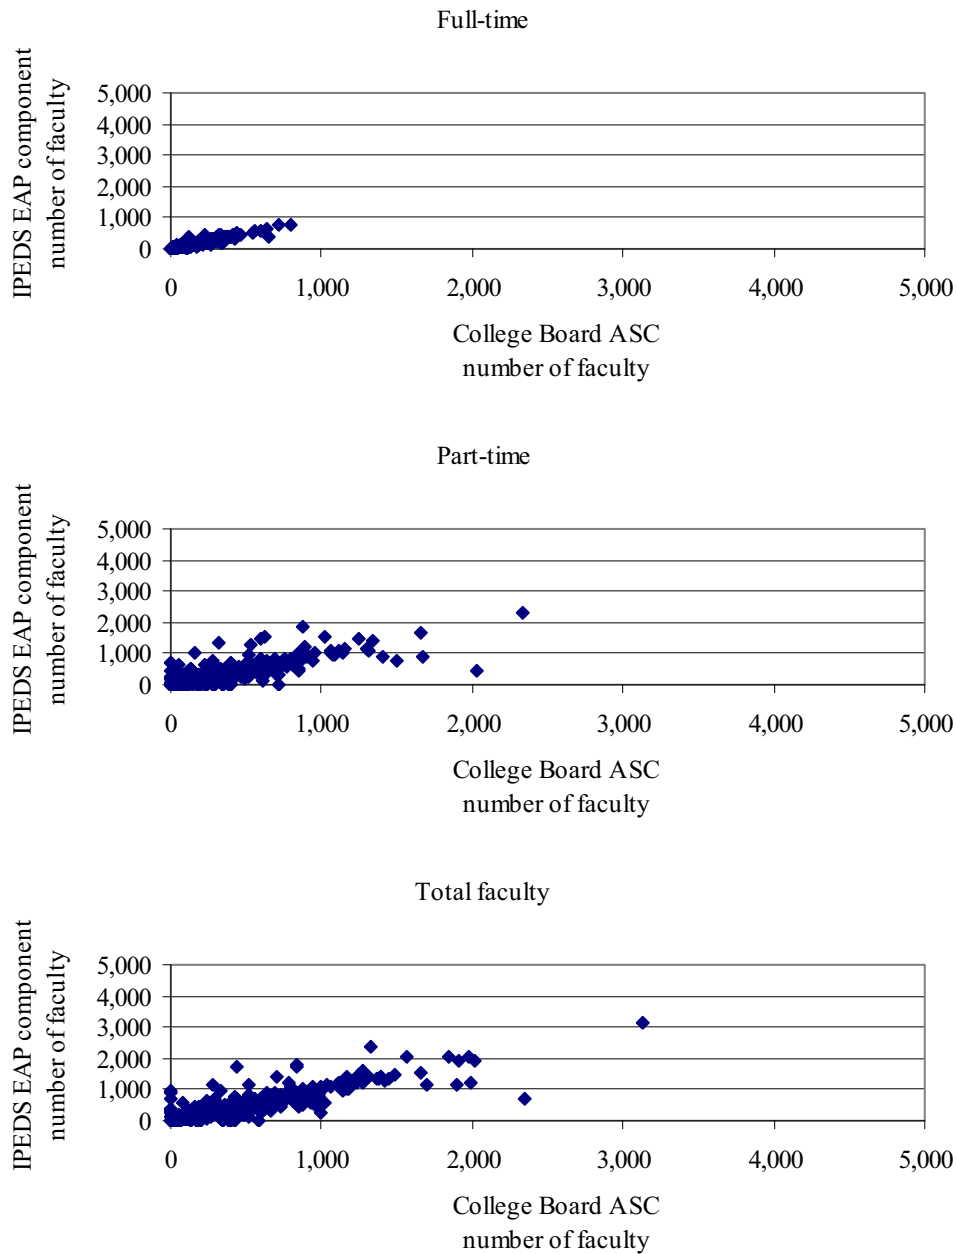 Full-time
IPEDS EAP component
number of faculty
5,000
4,000
3,000
2,000
1,000
0
0 1,000 2,000 3,000 4,000 5,000
College Board ASC
number of faculty
Part-time
IPEDS EAP component
number of faculty
5,000
4,000
3,000
2,000
1,000
0
0 1,000 2,000 3,000 4,000 5,000
College Board ASC
number of faculty
Total faculty
IPEDS EAP component
number of faculty
5,000
4,000
3,000
2,000
1,000
0
0 1,000 2,000 3,000 4,000 5,000
College Board ASC
number of faculty